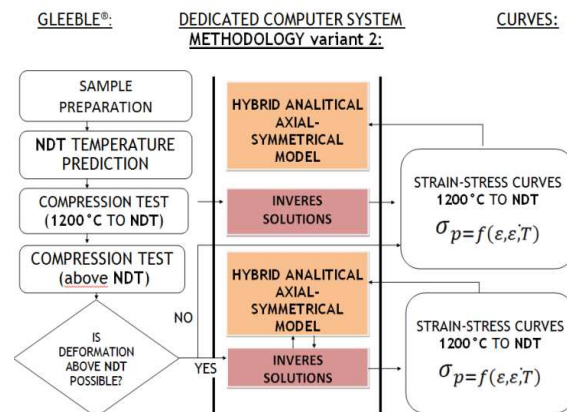 GLEEBLE®:
DEDICATED COMPUTER SYSTEM
METHODOLOGY variant 2:
CURVES:
SAMPLE
PREPARATION
NDT TEMPERATURE
PREDICTION
COMPRESSION TEST
(1200°C TO NDT)
COMPRESSION TEST
(above NDT)
IS
DEFORMATION
ABOVE NDT
POSSIBLE?
NO
YES
HYBRID ANALITICAL
AXIAL-
SYMMETRICAL
MODEL
INVERES
SOLUTIONS
HYBRID ANALITICAL
AXIAL-
SYMMETRICAL
MODEL
INVERES
SOLUTIONS
STRAIN-STRESS CURVES
1200°C TO NDT
σp=f(ε,ε̇,T)
STRAIN-STRESS CURVES
1200°C TO NDT
σp=f(ε,ε̇,T)